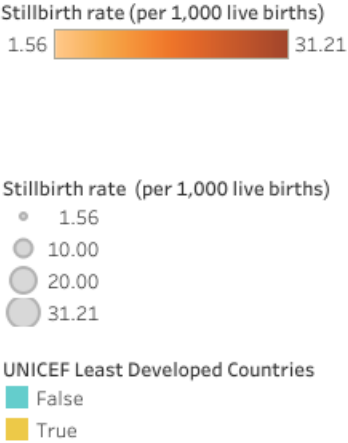 Stillbirth rate (per 1,000 live births)
1.56 31.21
Stillbirth rate (per 1,000 live births)
1.56
10.00
20.00
31.21
UNICEF Least Developed Countries
False
True